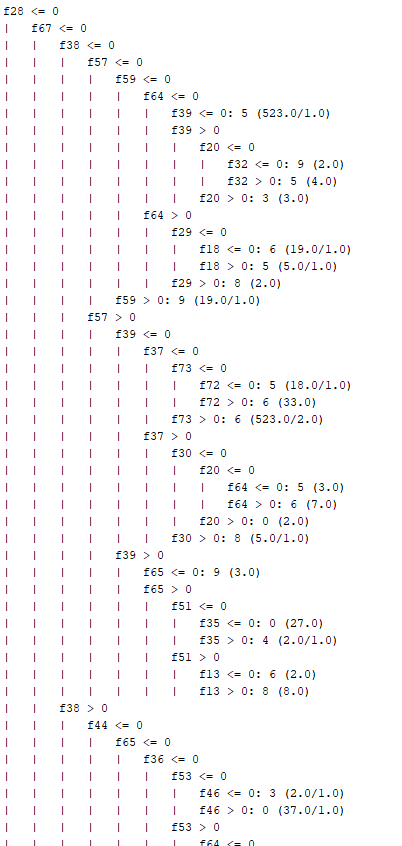 f28 <= 0
|   f67 <= 0
|   |   f38 <= 0
|   |   |   f57 <= 0
|   |   |   |   f59 <= 0
|   |   |   |   |   f64 <= 0
|   |   |   |   |   |   f39 <= 0: 5 (523.0/1.0)
|   |   |   |   |   |   f39 > 0
|   |   |   |   |   |   |   f20 <= 0
|   |   |   |   |   |   |   |   f32 <= 0: 9 (2.0)
|   |   |   |   |   |   |   |   f32 > 0: 5 (4.0)
|   |   |   |   |   |   |   f20 > 0: 3 (3.0)
|   |   |   |   |   f64 > 0
|   |   |   |   |   |   f29 <= 0
|   |   |   |   |   |   |   f18 <= 0: 6 (19.0/1.0)
|   |   |   |   |   |   |   f18 > 0: 5 (5.0/1.0)
|   |   |   |   |   |   f29 > 0: 8 (2.0)
|   |   |   |   f59 > 0: 9 (19.0/1.0)
|   |   |   f57 > 0
|   |   |   |   f39 <= 0
|   |   |   |   |   f37 <= 0
|   |   |   |   |   |   f73 <= 0
|   |   |   |   |   |   |   f72 <= 0: 5 (18.0/1.0)
|   |   |   |   |   |   |   f72 > 0: 6 (33.0)
|   |   |   |   |   |   f73 > 0: 6 (523.0/2.0)
|   |   |   |   |   f37 > 0
|   |   |   |   |   |   f30 <= 0
|   |   |   |   |   |   |   f20 <= 0
|   |   |   |   |   |   |   |   f64 <= 0: 5 (3.0)
|   |   |   |   |   |   |   |   f64 > 0: 6 (7.0)
|   |   |   |   |   |   |   f20 > 0: 0 (2.0)
|   |   |   |   |   |   f30 > 0: 8 (5.0/1.0)
|   |   |   |   f39 > 0
|   |   |   |   |   f65 <= 0: 9 (3.0)
|   |   |   |   |   f65 > 0
|   |   |   |   |   |   f51 <= 0
|   |   |   |   |   |   |   f35 <= 0: 0 (27.0)
|   |   |   |   |   |   |   f35 > 0: 4 (2.0/1.0)
|   |   |   |   |   |   f51 > 0
|   |   |   |   |   |   |   f13 <= 0: 6 (2.0)
|   |   |   |   |   |   |   f13 > 0: 8 (8.0)
|   |   f38 > 0
|   |   |   f44 <= 0
|   |   |   |   f65 <= 0
|   |   |   |   |   f36 <= 0
|   |   |   |   |   |   f53 <= 0
|   |   |   |   |   |   |   f46 <= 0: 3 (2.0/1.0)
|   |   |   |   |   |   |   f46 > 0: 0 (37.0/1.0)
|   |   |   |   |   |   f53 > 0
|   |   |   |   |   |   |   f64 <= 0